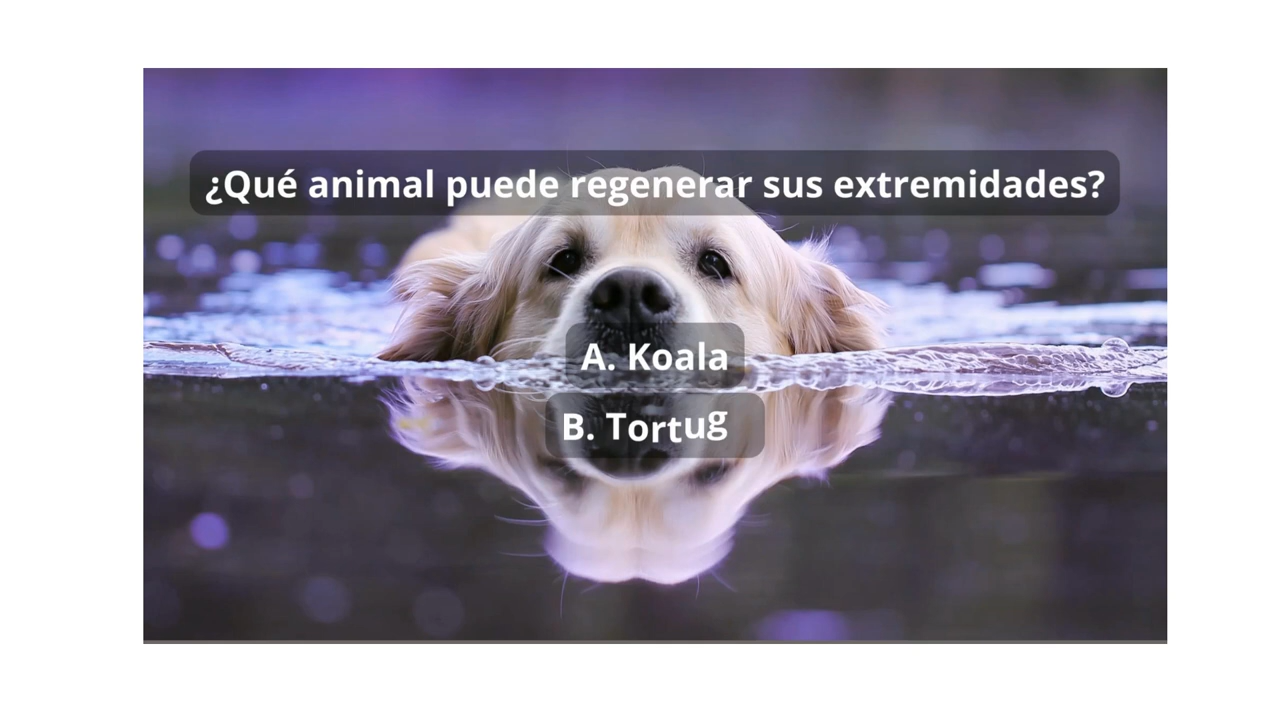 ¿Qué animal puede regenerar sus extremidades?
A. Koala
B. Tortug